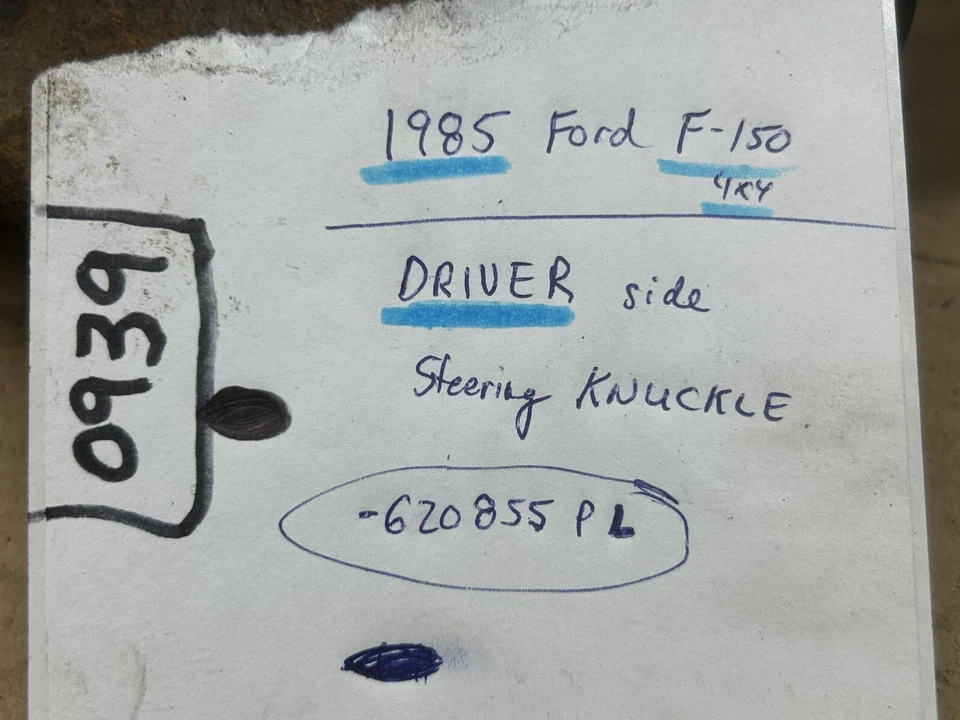 1985 Ford F-150
4x4
DRIVER side
Steering KNUCKLE.
-620855 PL
0939